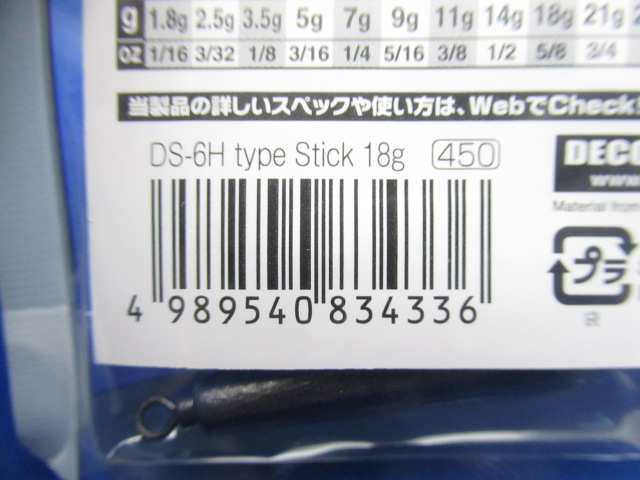 g 1.8g 2.5g 3.5g 5g 7g 9g 11g 14g 18g 21g
oz 1/16 3/32 1/8 3/16 1/4 5/16 3/8 1/2 5/8 3/4
当製品の詳しいスペックや使い方は、WebでCheck
DS-6H type Stick 18g 450
DECO
www.
Material from
プラ
4 989540 834336